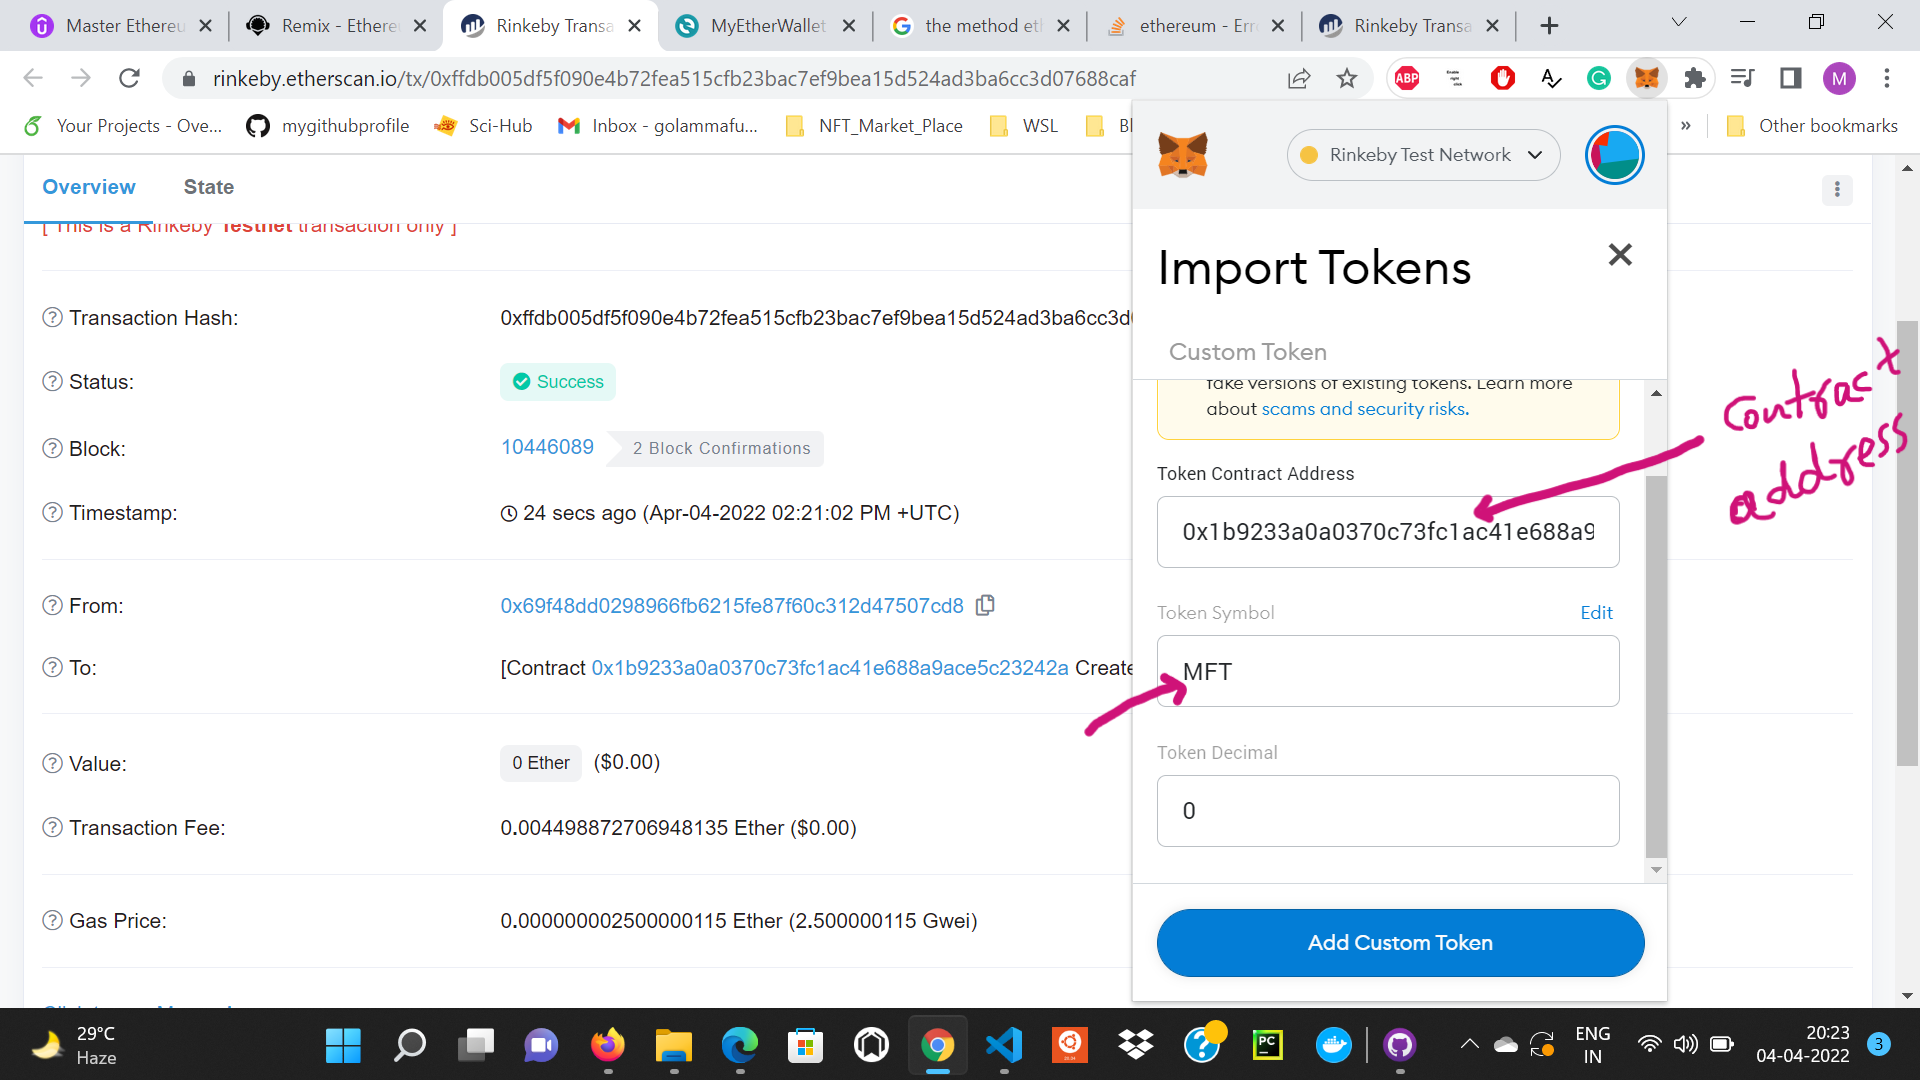 Master Ethereu
Remix - Ethere
Rinkeby Transa
MyEtherWallet
the method eth
ethereum - Erro
Rinkeby Transa
rinkeby.etherscan.io/tx/0xffdb005df5f090e4b72fea515cfb23bac7ef9bea15d524ad3ba6cc3d07688caf
ABP
M
Your Projects - Ove...
mygithubprofile
Sci-Hub
Inbox - golammafu...
NFT_Market_Place
WSL
»
Other bookmarks
Overview
State
[ This is a Rinkeby Testnet transaction only ]
Transaction Hash:
0xffdb005df5f090e4b72fea515cfb23bac7ef9bea15d524ad3ba6cc3d
Status:
Success
Block:
10446089
2 Block Confirmations
Timestamp:
24 secs ago (Apr-04-2022 02:21:02 PM +UTC)
From:
0x69f48dd0298966fb6215fe87f60c312d47507cd8
To:
[Contract 0x1b9233a0a0370c73fc1ac41e688a9ace5c23242a Create
Value:
0 Ether ($0.00)
Transaction Fee:
0.004498872706948135 Ether ($0.00)
Gas Price:
0.000000002500000115 Ether (2.500000115 Gwei)
Rinkeby Test Network
Import Tokens
Custom Token
fake versions of existing tokens. Learn more
about scams and security risks.
Token Contract Address
0x1b9233a0a0370c73fc1ac41e688a9
Token Symbol
Edit
MFT
Token Decimal
0
Add Custom Token
Contract
address
29°C
Haze
PC
ENG
IN
20:23
04-04-2022
3